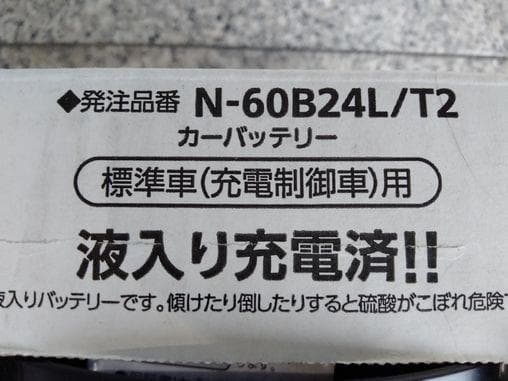 ◆発注品番 N-60B24L/T2
カーバッテリー
標準車(充電制御車)用
液入り充電済!!
液入りバッテリーです。傾けたり倒したりすると硫酸がこぼれ危険で